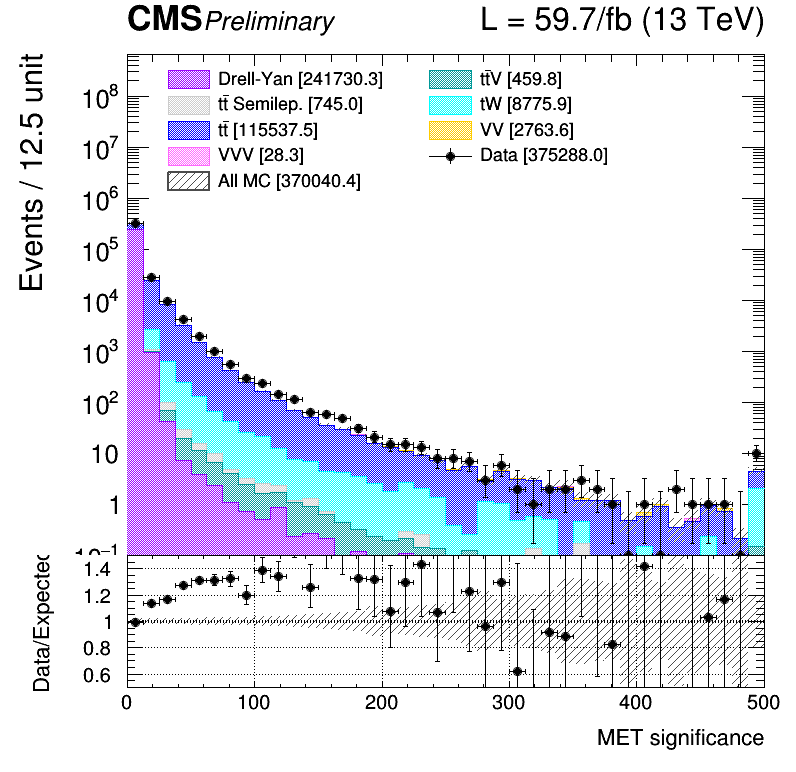 CMS Preliminary L = 59.7/fb (13 TeV)
Events / 12.5 unit
Drell-Yan [241730.3]
tt̄ Semilep. [745.0]
tt̄ [115537.5]
VVV [28.3]
All MC [370040.4]
tt̄V [459.8]
tW [8775.9]
VV [2763.6]
Data [375288.0]
10⁸
10⁷
10⁶
10⁵
10⁴
10³
10²
10
1
10⁻¹
Data/Expected
1.4
1.2
1
0.8
0.6
0 100 200 300 400 500
MET significance